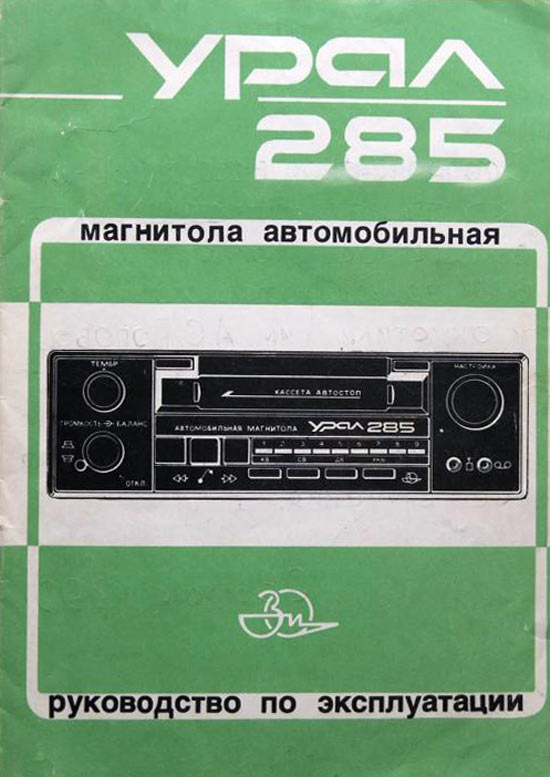 урал
285
магнитола автомобильная
ТЕМБР
КАССЕТА АВТОСТОП
НАСТРОЙКА
ГРОМКОСТЬ БАЛАНС
АВТОМОБИЛЬНАЯ МАГНИТОЛА УРАЛ 285
1 2 3 4 5 6 7 8 9
КВ СВ ДВ УКВ
ОТКЛ
Зи
руководство по эксплуатации